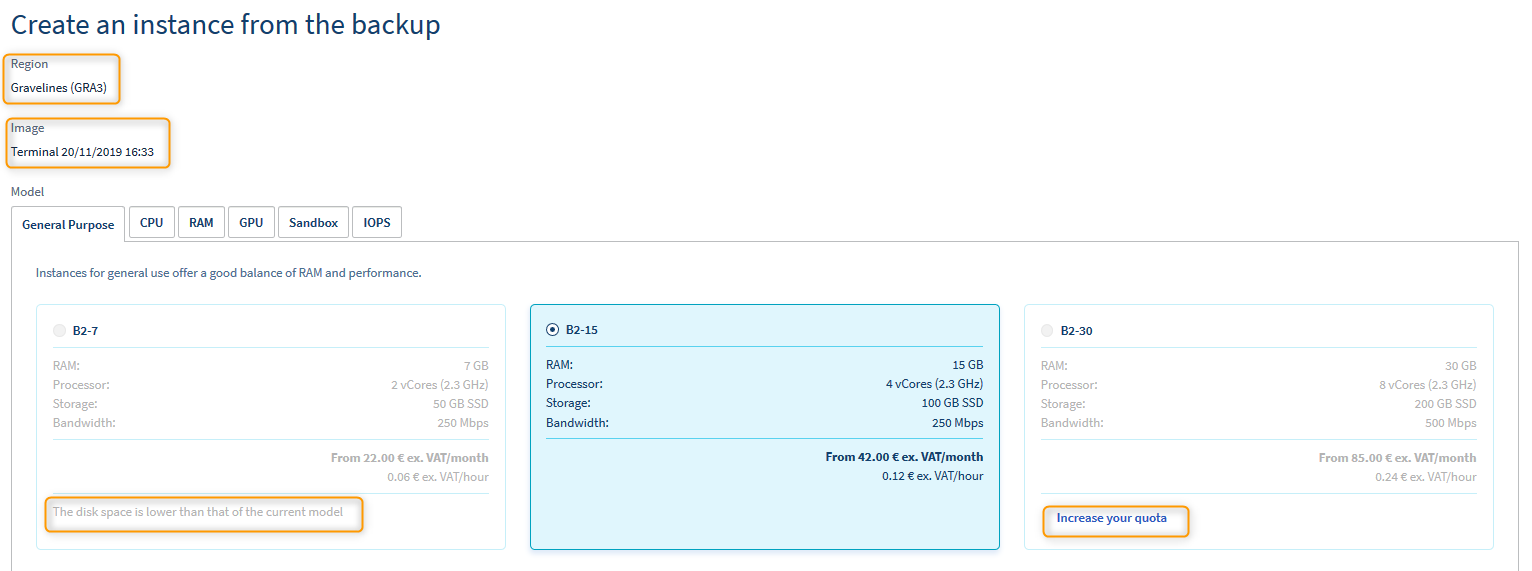 Create an instance from the backup
Region
Gravelines (GRA3)
Image
Terminal 20/11/2019 16:33
Model
General Purpose
CPU
RAM
GPU
Sandbox
IOPS
Instances for general use offer a good balance of RAM and performance.
B2-7
RAM: 7 GB
Processor: 2 vCores (2.3 GHz)
Storage: 50 GB SSD
Bandwidth: 250 Mbps
From 22.00 € ex. VAT/month
0.06 € ex. VAT/hour
The disk space is lower than that of the current model
B2-15
RAM: 15 GB
Processor: 4 vCores (2.3 GHz)
Storage: 100 GB SSD
Bandwidth: 250 Mbps
From 42.00 € ex. VAT/month
0.12 € ex. VAT/hour
B2-30
RAM: 30 GB
Processor: 8 vCores (2.3 GHz)
Storage: 200 GB SSD
Bandwidth: 500 Mbps
From 85.00 € ex. VAT/month
0.24 € ex. VAT/hour
Increase your quota